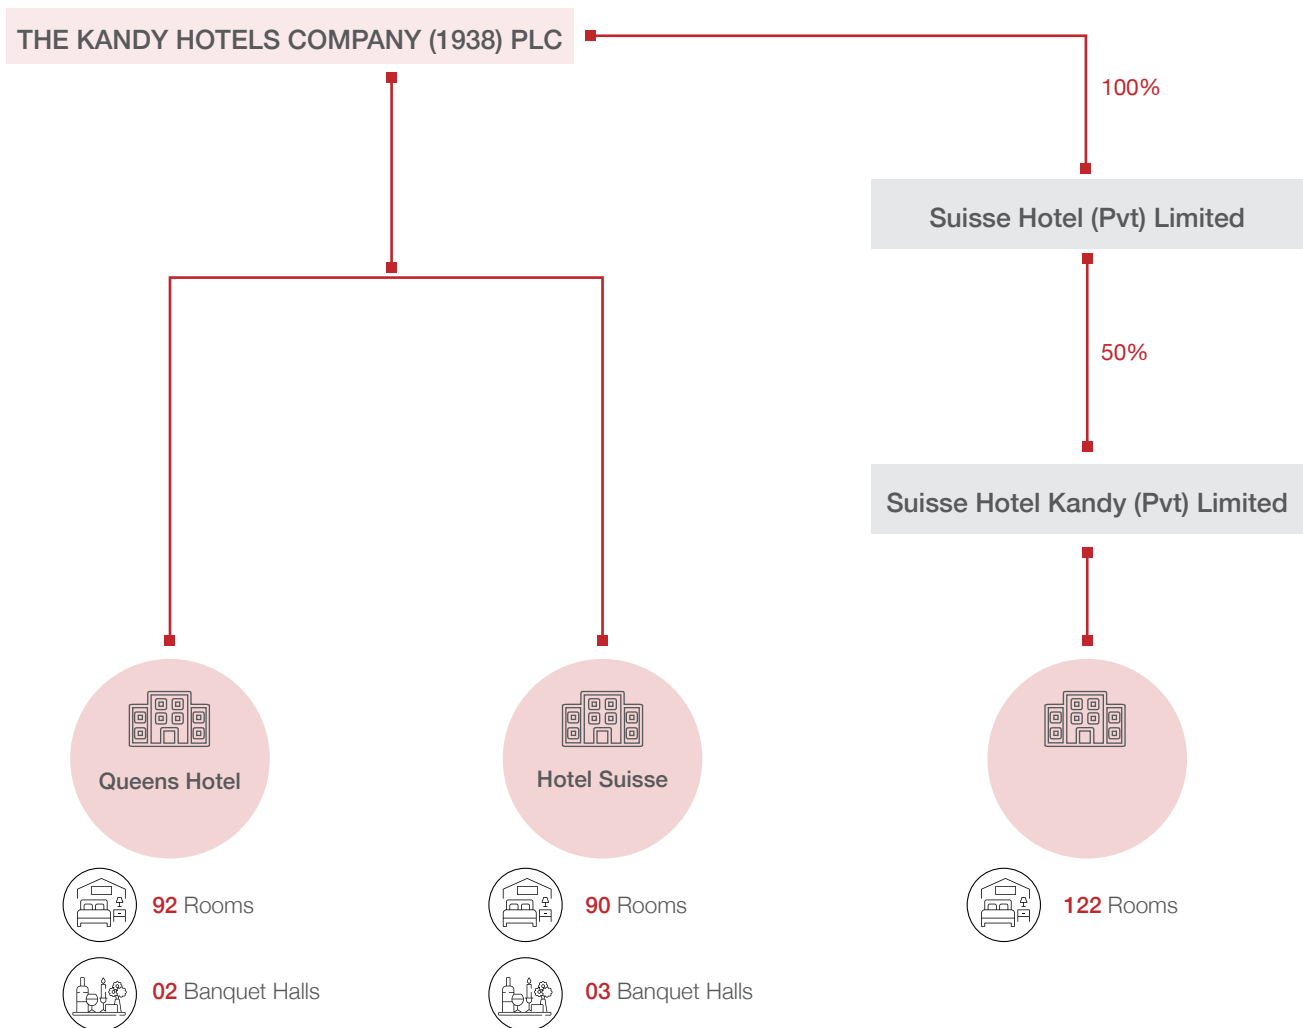 THE KANDY HOTELS COMPANY (1938) PLC
100%
Suisse Hotel (Pvt) Limited
50%
Suisse Hotel Kandy (Pvt) Limited
Queens Hotel
Hotel Suisse
92 Rooms
90 Rooms
122 Rooms
02 Banquet Halls
03 Banquet Halls